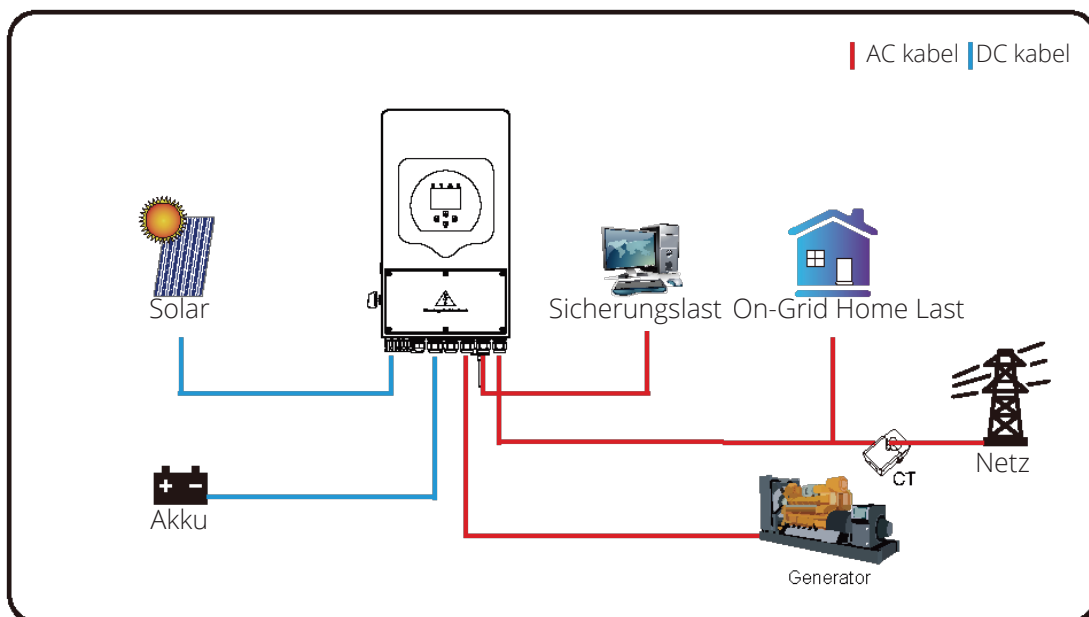 AC kabel DC kabel
Solar
Sicherungslast
On-Grid Home Last
CT
Netz
Akku
Generator